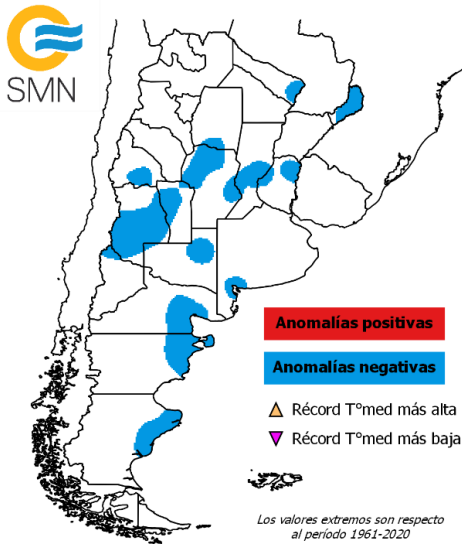 SMN
Anomalías positivas
Anomalías negativas
Récord T°med más alta
Récord T°med más baja
Los valores extremos son respecto
al período 1961-2020